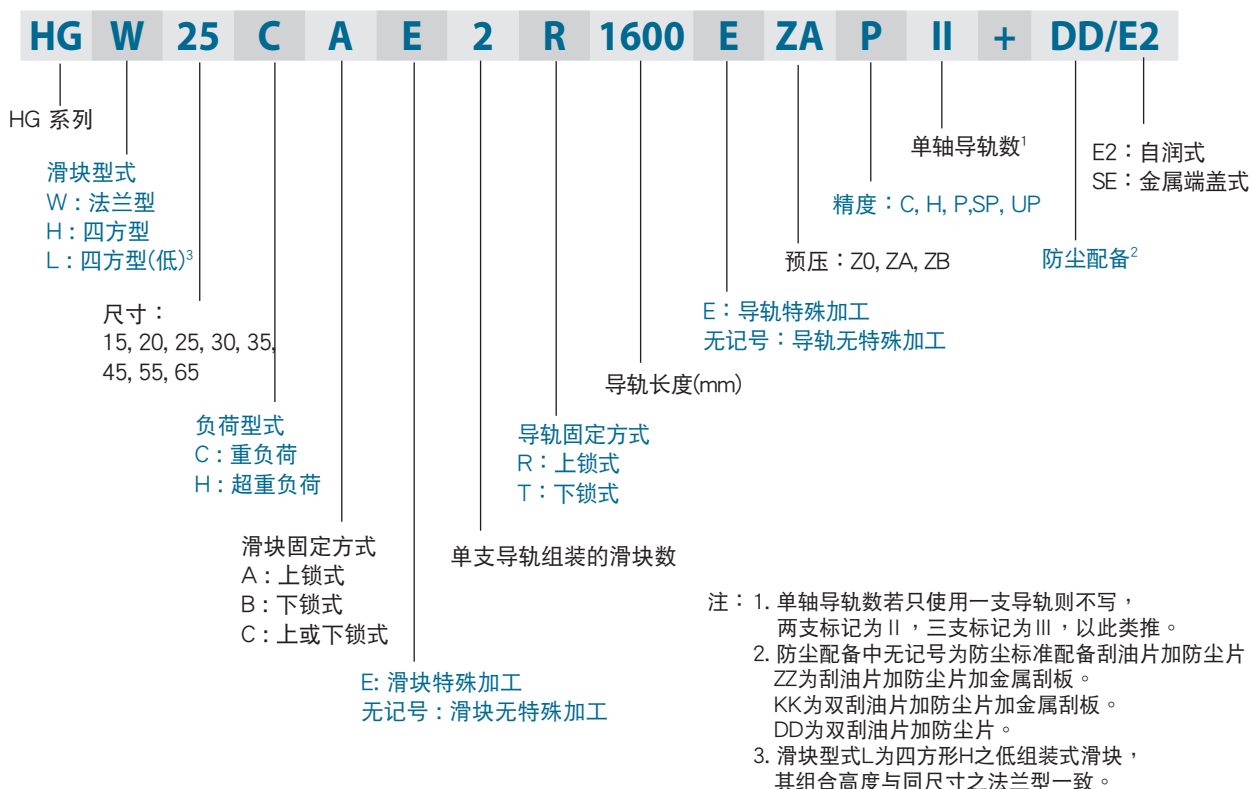 HG W 25 C A E 2 R 1600 E ZA P II + DD/E2
HG 系列
滑块型式
W：法兰型
H：四方型
L：四方型(低)3
尺寸：
15, 20, 25, 30, 35,
45, 55, 65
负荷型式
C：重负荷
H：超重负荷
滑块固定方式
A：上锁式
B：下锁式
C：上或下锁式
E: 滑块特殊加工
无记号：滑块无特殊加工
单支导轨组装的滑块数
导轨固定方式
R：上锁式
T：下锁式
导轨长度(mm)
E：导轨特殊加工
无记号：导轨无特殊加工
预压：Z0, ZA, ZB
精度：C, H, P,SP, UP
单轴导轨数1
防尘配备2
E2：自润式
SE：金属端盖式
注：1. 单轴导轨数若只使用一支导轨则不写，
两支标记为Ⅱ，三支标记为Ⅲ，以此类推。
2. 防尘配备中无记号为防尘标准配备刮油片加防尘片
ZZ为刮油片加防尘片加金属刮板。
KK为双刮油片加防尘片加金属刮板。
DD为双刮油片加防尘片。
3. 滑块型式L为四方形H之低组装式滑块，
其组合高度与同尺寸之法兰型一致。